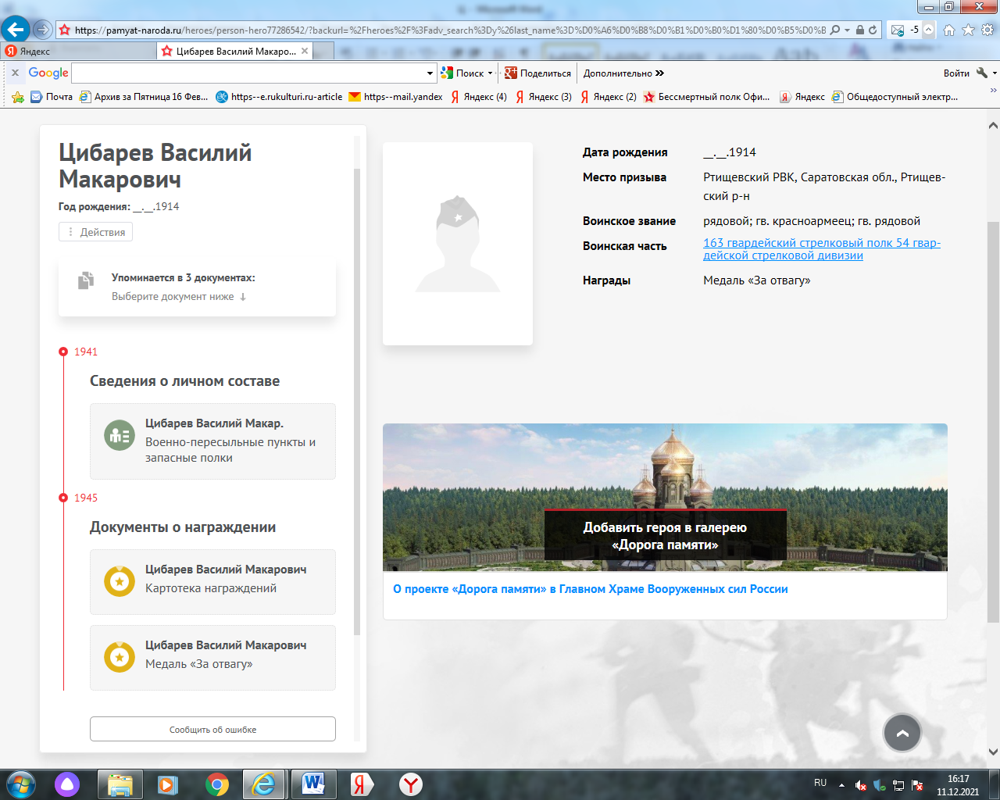 https://pamyat-naroda.ru/heroes/person-hero77286542/?backurl=%2Fheroes%2F%3Fadv_search%3Dy%26last_name%3D%D0%A6%D0%B8%D0%B1%D0%B0%D1%80%D0%B5%D0%B
-5
Яндекс
Цибарев Василий Макаро...
Google
Поиск
Поделиться
Дополнительно
Войти
Почта
Архив за Пятница 16 Фев...
https--e.rukulturi.ru-article
https--mail.yandex
Яндекс (4)
Яндекс (3)
Яндекс (2)
Бессмертный полк Офи...
Яндекс
Общедоступный электр...
Цибарев Василий
Макарович
Год рождения: __.__.1914
Действия
Упоминается в 3 документах:
Выберите документ ниже ↓
1941
Сведения о личном составе
Цибарев Василий Макар.
Военно-пересыльные пункты и
запасные полки
1945
Документы о награждении
Цибарев Василий Макарович
Картотека награждений
Цибарев Василий Макарович
Медаль «За отвагу»
Сообщить об ошибке
Дата рождения __.__.1914
Место призыва Ртищевский РВК, Саратовская обл., Ртищев-
ский р-н
Воинское звание рядовой; гв. красноармеец; гв. рядовой
Воинская часть 163 гвардейский стрелковый полк 54 гвар-
дейской стрелковой дивизии
Награды Медаль «За отвагу»
Добавить героя в галерею
«Дорога памяти»
О проекте «Дорога памяти» в Главном Храме Вооруженных сил России
RU
16:17
11.12.2021